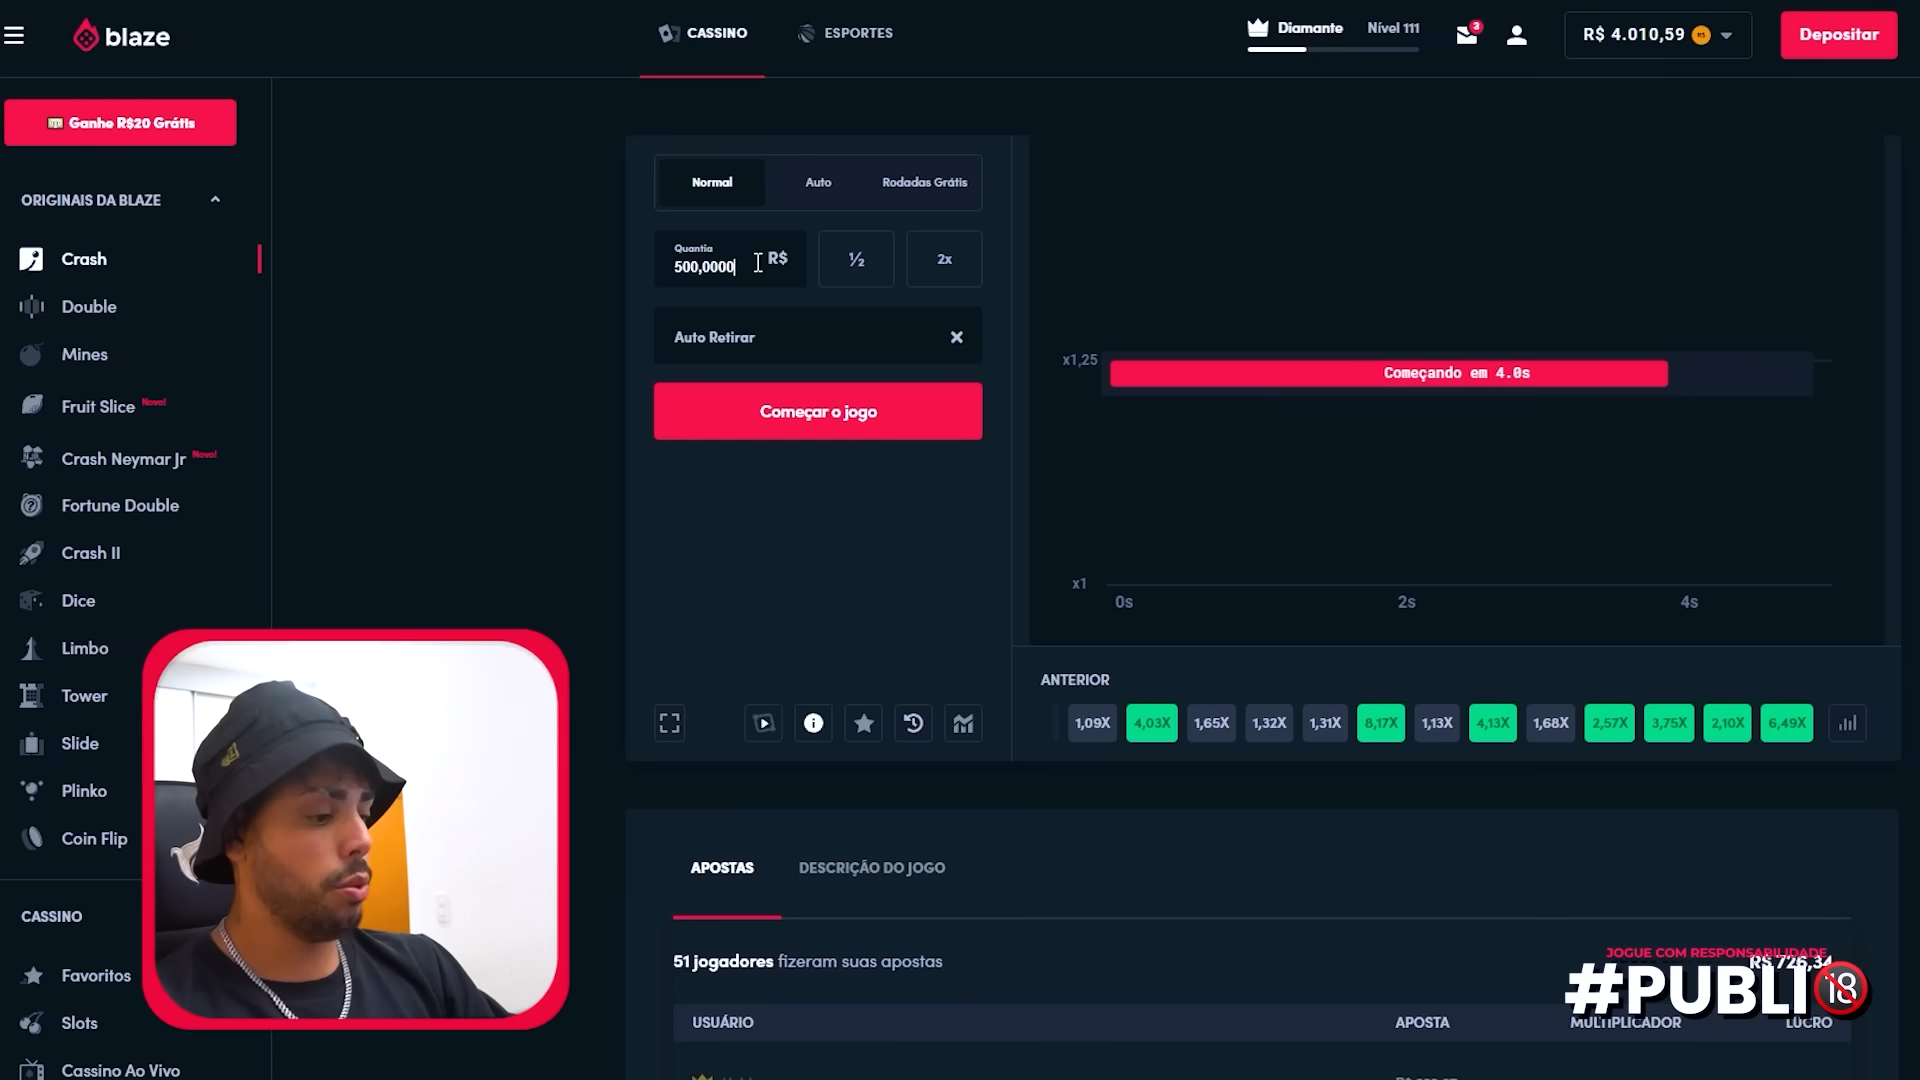 blaze
CASSINO
ESPORTES
Diamante
Nível 111
3
R$ 4.010,59
R$
Depositar
Ganhe R$20 Grátis
ORIGINAIS DA BLAZE
Crash
Double
Mines
Fruit Slice Novo!
Crash Neymar Jr Novo!
Fortune Double
Crash II
Dice
Limbo
Tower
Slide
Plinko
Coin Flip
CASSINO
Favoritos
Slots
Cassino Ao Vivo
Normal
Auto
Rodadas Grátis
Quantia
500,0000
R$
½
2x
Auto Retirar
Começar o jogo
x1,25
Começando em 4.0s
x1
0s
2s
4s
ANTERIOR
1,09X
4,03X
1,65X
1,32X
1,31X
8,17X
1,13X
4,13X
1,68X
2,57X
3,75X
2,10X
6,49X
APOSTAS
DESCRIÇÃO DO JOGO
51 jogadores fizeram suas apostas
JOGUE COM RESPONSABILIDADE
R$ 726,34
#PUBLI
18
USUÁRIO
APOSTA
MULTIPLICADOR
LUCRO